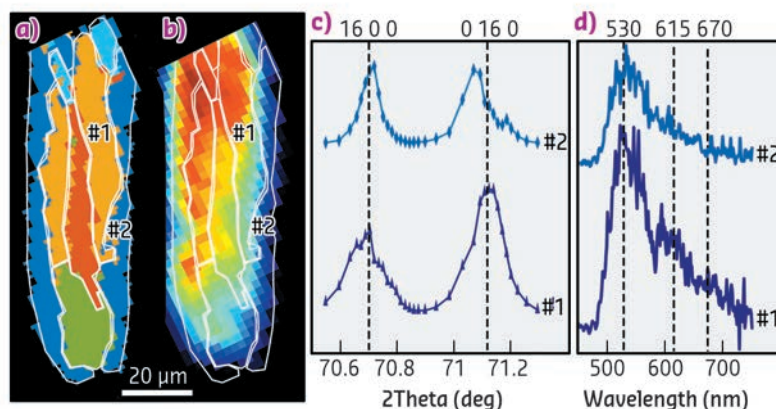 a)
#1
#2
20 µm
b)
#1
#2
c)
16 0 0
0 16 0
#2
#1
70.6
70.8
71
71.2
2Theta (deg)
d)
530
615
670
#2
#1
500
600
700
Wavelength (nm)